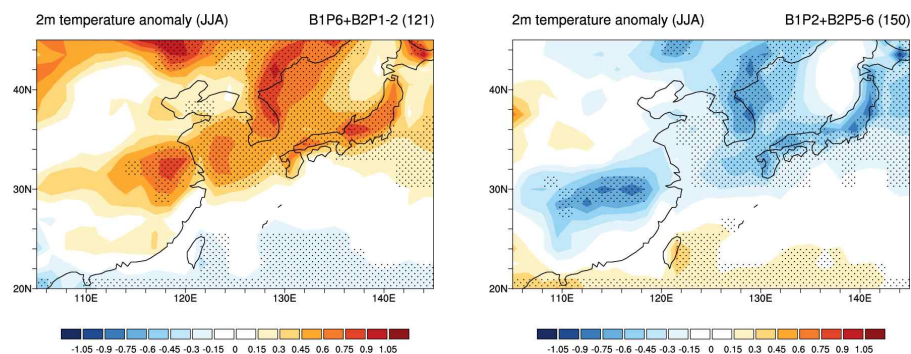 2m temperature anomaly (JJA) B1P6+B2P1-2 (121)
40N
30N
20N
110E 120E 130E 140E
-1.05 -0.9 -0.75 -0.6 -0.45 -0.3 -0.15 0 0.15 0.3 0.45 0.6 0.75 0.9 1.05
2m temperature anomaly (JJA) B1P2+B2P5-6 (150)
40N
30N
20N
110E 120E 130E 140E
-1.05 -0.9 -0.75 -0.6 -0.45 -0.3 -0.15 0 0.15 0.3 0.45 0.6 0.75 0.9 1.05